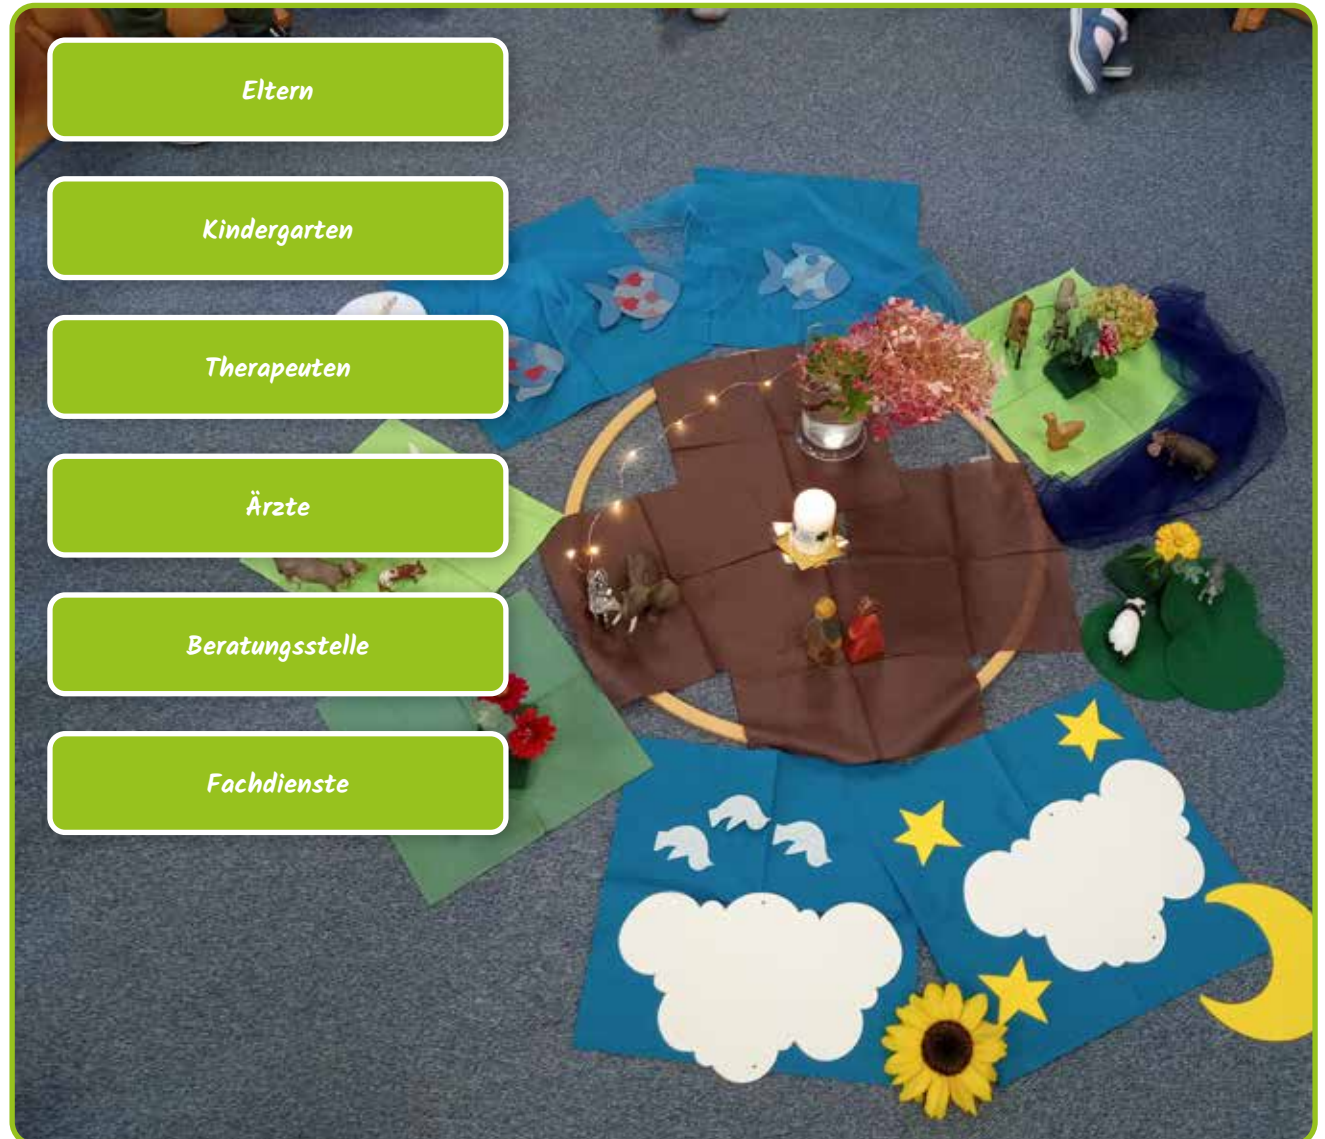 Eltern
Kindergarten
Therapeuten
Ärzte
Beratungsstelle
Fachdienste